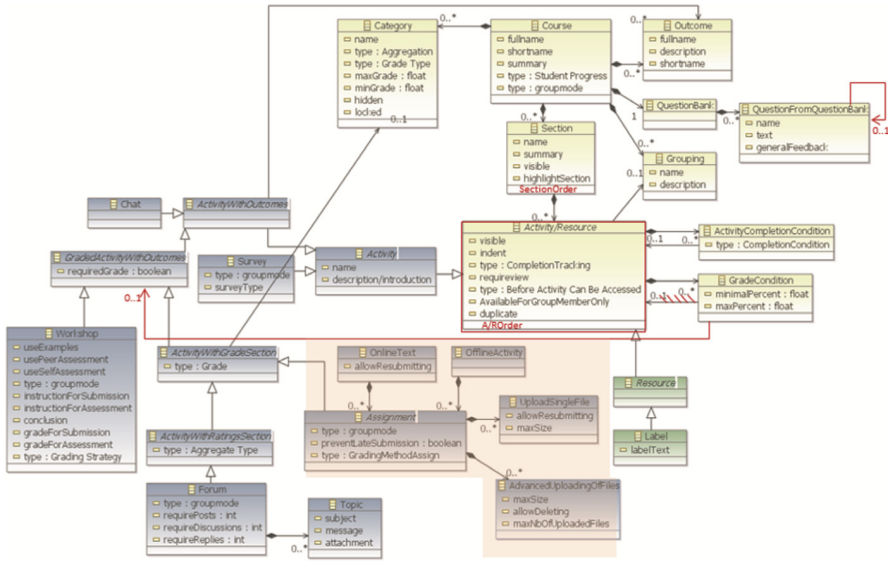 Category
name
type : Aggregation
type : Grade Type
maxGrade : float
minGrade : float
hidden
locked
0..1
0..*
Course
fullname
shortname
summary
type : Student Progress
type : groupmode
0..*
Outcome
fullname
description
shortname
0..*
QuestionBank
1
0..*
QuestionFromQuestionBank
name
text
generalFeedback
0..1
0..*
Section
name
summary
visible
highlightSection
SectionOrder
0..*
0..*
Grouping
name
description
0..1
Chat
ActivityWithOutcomes
GradedActivityWithOutcomes
requiredGrade : boolean
0..1
Survey
type : groupmode
surveyType
Activity
name
description/introduction
Activity/Resource
visible
indent
type : CompletionTracking
requireview
type : Before Activity Can Be Accessed
AvailableForGroupMemberOnly
duplicate
A/ROrder
0..1
0..*
ActivityCompletionCondition
type : CompletionCondition
0..1
0..*
GradeCondition
minimalPercent : float
maxPercent : float
Workshop
useExamples
usePeerAssessment
useSelfAssessment
type : groupmode
instructionForSubmission
instructionForAssessment
conclusion
gradeForSubmission
gradeForAssessment
type : Grading Strategy
ActivityWithGradeSection
type : Grade
OnlineText
allowResubmitting
0..*
OfflineActivity
0..*
Assignment
type : groupmode
preventLateSubmission : boolean
type : GradingMethodAssign
0..*
UploadSingleFile
allowResubmitting
maxSize
0..*
AdvancedUploadingOfFiles
maxSize
allowDeleting
maxNbOfUploadedFiles
Resource
Label
labelText
ActivityWithRatingsSection
type : Aggregate Type
Forum
type : groupmode
requirePosts : int
requireDiscussions : int
requireReplies : int
0..*
Topic
subject
message
attachment